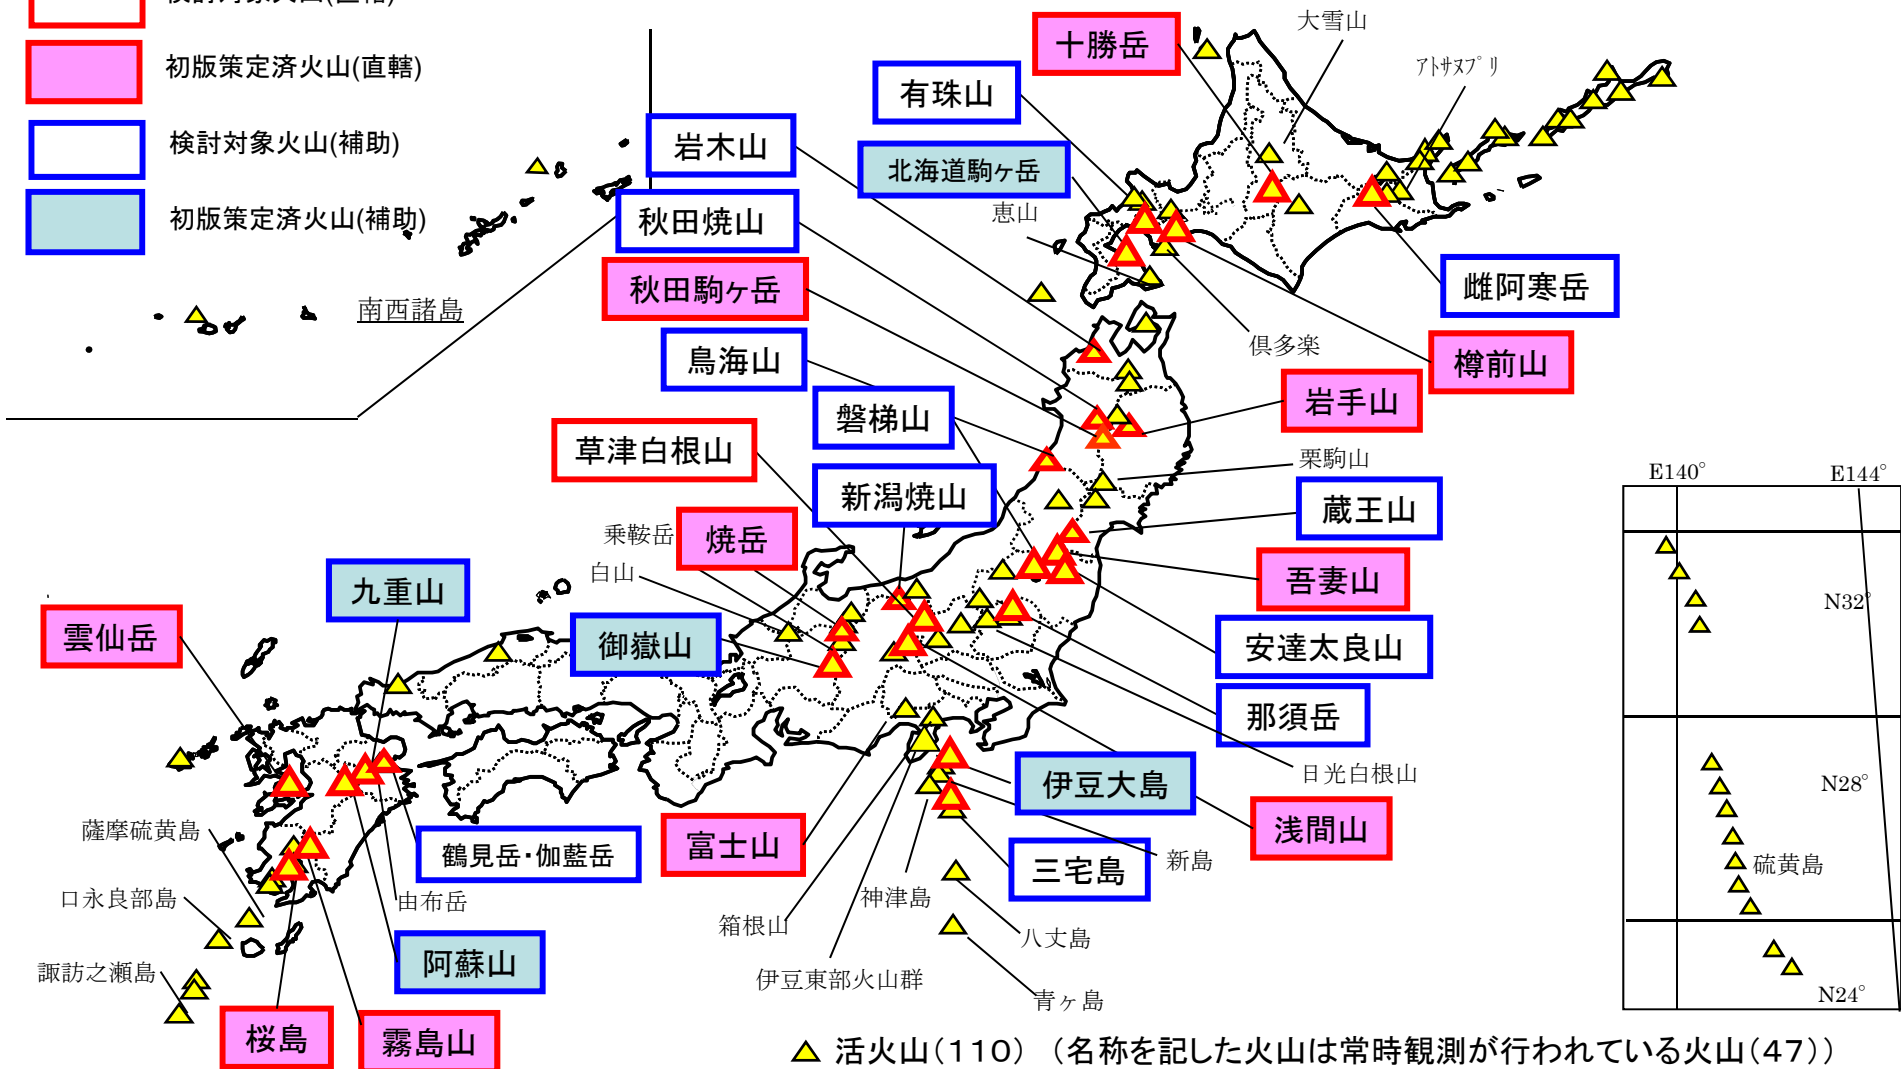 検討対象火山(直轄)
初版策定済火山(直轄)
検討対象火山(補助)
初版策定済火山(補助)
南西諸島
十勝岳
大雪山
アトサヌプリ
有珠山
岩木山
北海道駒ヶ岳
恵山
秋田焼山
秋田駒ヶ岳
雌阿寒岳
倶多楽
樽前山
鳥海山
岩手山
磐梯山
草津白根山
栗駒山
新潟焼山
蔵王山
乗鞍岳
焼岳
白山
吾妻山
九重山
雲仙岳
御嶽山
安達太良山
那須岳
日光白根山
伊豆大島
浅間山
富士山
三宅島
新島
鶴見岳・伽藍岳
薩摩硫黄島
口永良部島
由布岳
神津島
箱根山
八丈島
阿蘇山
諏訪之瀬島
伊豆東部火山群
青ヶ島
桜島
霧島山
E140°
E144°
N32°
N28°
硫黄島
N24°
活火山(110) (名称を記した火山は常時観測が行われている火山(47))